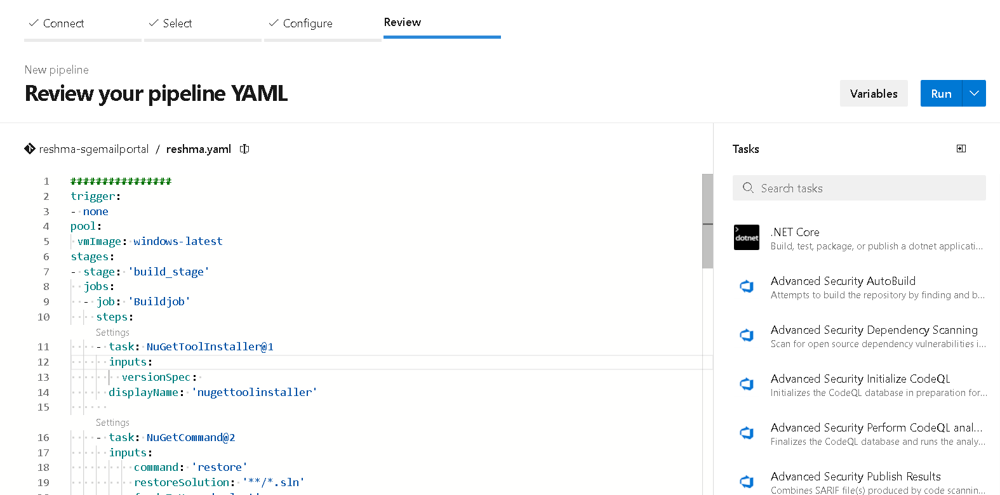 Connect
Select
Configure
Review
New pipeline
Review your pipeline YAML
Variables
Run
reshma-sgemailportal / reshma.yaml
1 ################
2 trigger:
3 - none
4 pool:
5  vmImage: windows-latest
6 stages:
7 - stage: 'build_stage'
8   jobs:
9   - job: 'Buildjob'
10     steps:
Settings
11     - task: NuGetToolInstaller@1
12       inputs:
13         versionSpec:
14       displayName: 'nugettoolinstaller'
15
Settings
16     - task: NuGetCommand@2
17       inputs:
18           command: 'restore'
19           restoreSolution: '**/*.sln'
Tasks
Search tasks
dotnet
.NET Core
Build, test, package, or publish a dotnet applicati...
Advanced Security AutoBuild
Attempts to build the repository by finding and b...
Advanced Security Dependency Scanning
Scan for open source dependency vulnerabilities i...
Advanced Security Initialize CodeQL
Initializes the CodeQL database in preparation for...
Advanced Security Perform CodeQL anal...
Finalizes the CodeQL database and runs the analy...
Advanced Security Publish Results
Combines SARIF file(s) produced by code scannin...